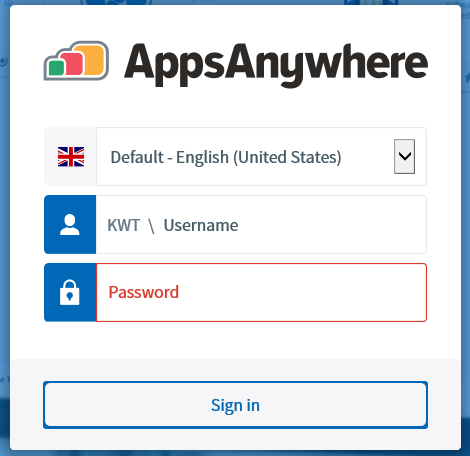 AppsAnywhere
Default - English (United States)
KWT \ Username
Password
Sign in